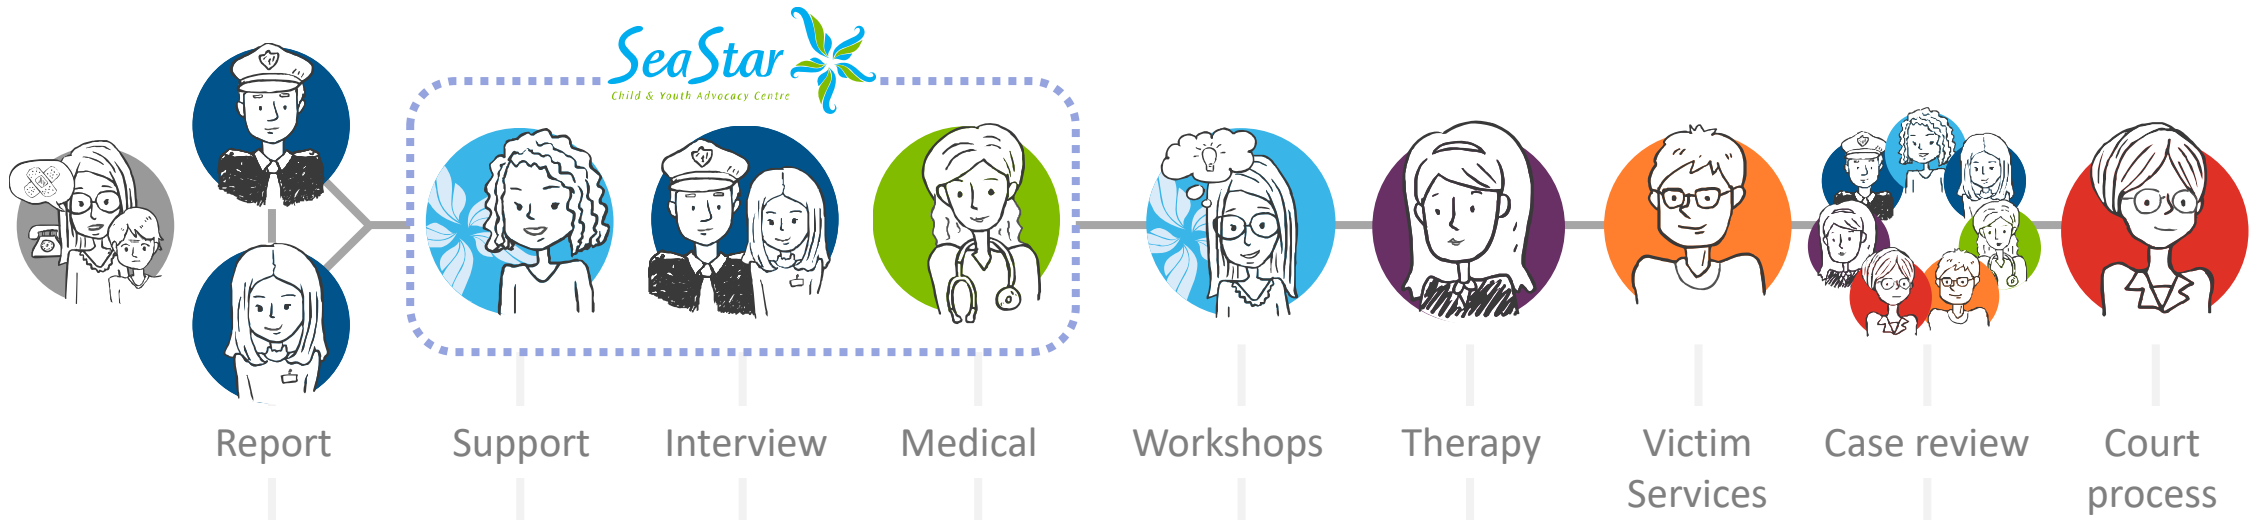 SeaStar
Child & Youth Advocacy Centre
Report
Support
Interview
Medical
Workshops
Therapy
Victim
Services
Case review
Court
process